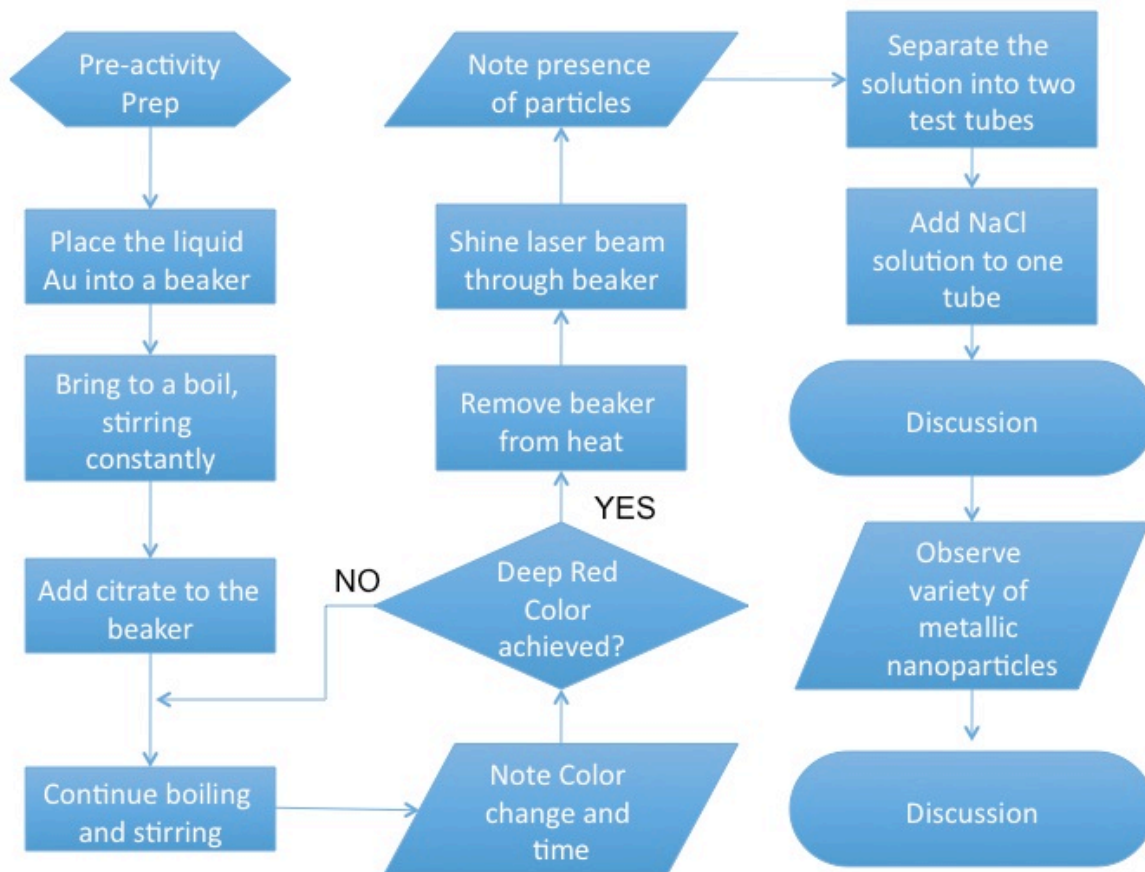 Pre-activity
Prep
Place the liquid
Au into a beaker
Bring to a boil,
stirring
constantly
Add citrate to the
beaker
Continue boiling
and stirring
Note Color
change and
time
Deep Red
Color
achieved?
NO
YES
Remove beaker
from heat
Shine laser beam
through beaker
Note presence
of particles
Separate the
solution into two
test tubes
Add NaCl
solution to one
tube
Discussion
Observe
variety of
metallic
nanoparticles
Discussion